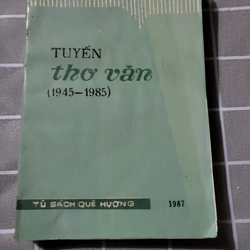 TUYỂN
thơ văn
(1945-1985)
TỦ SÁCH QUÊ HƯƠNG
1987